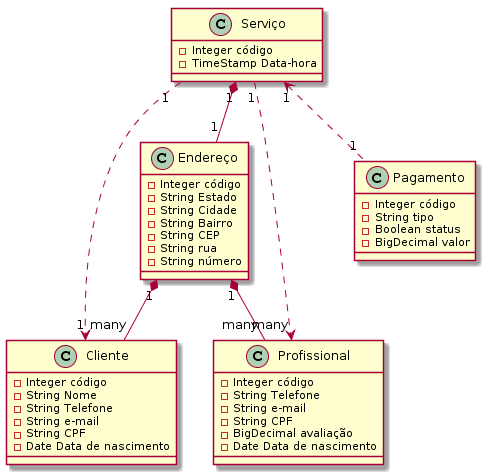 C Serviço
Integer código
TimeStamp Data-hora
1 1 1 1
1 1
C Endereço
Integer código
String Estado
String Cidade
String Bairro
String CEP
String rua
String número
C Pagamento
Integer código
String tipo
Boolean status
BigDecimal valor
1 1
1 many many many
C Cliente
Integer código
String Nome
String Telefone
String e-mail
String CPF
Date Data de nascimento
C Profissional
Integer código
String Telefone
String e-mail
String CPF
BigDecimal avaliação
Date Data de nascimento